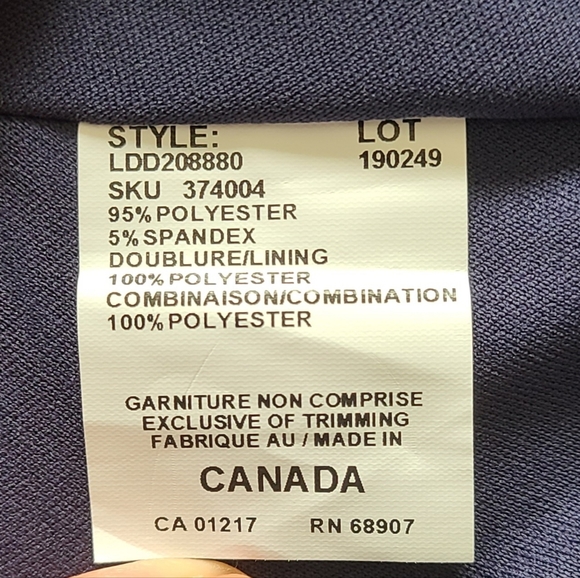 STYLE: LOT
LDD208880 190249
SKU 374004
95% POLYESTER
5% SPANDEX
DOUBLURE/LINING
100% POLYESTER
COMBINAISON/COMBINATION
100% POLYESTER
GARNITURE NON COMPRISE
EXCLUSIVE OF TRIMMING
FABRIQUE AU / MADE IN
CANADA
CA 01217 RN 68907